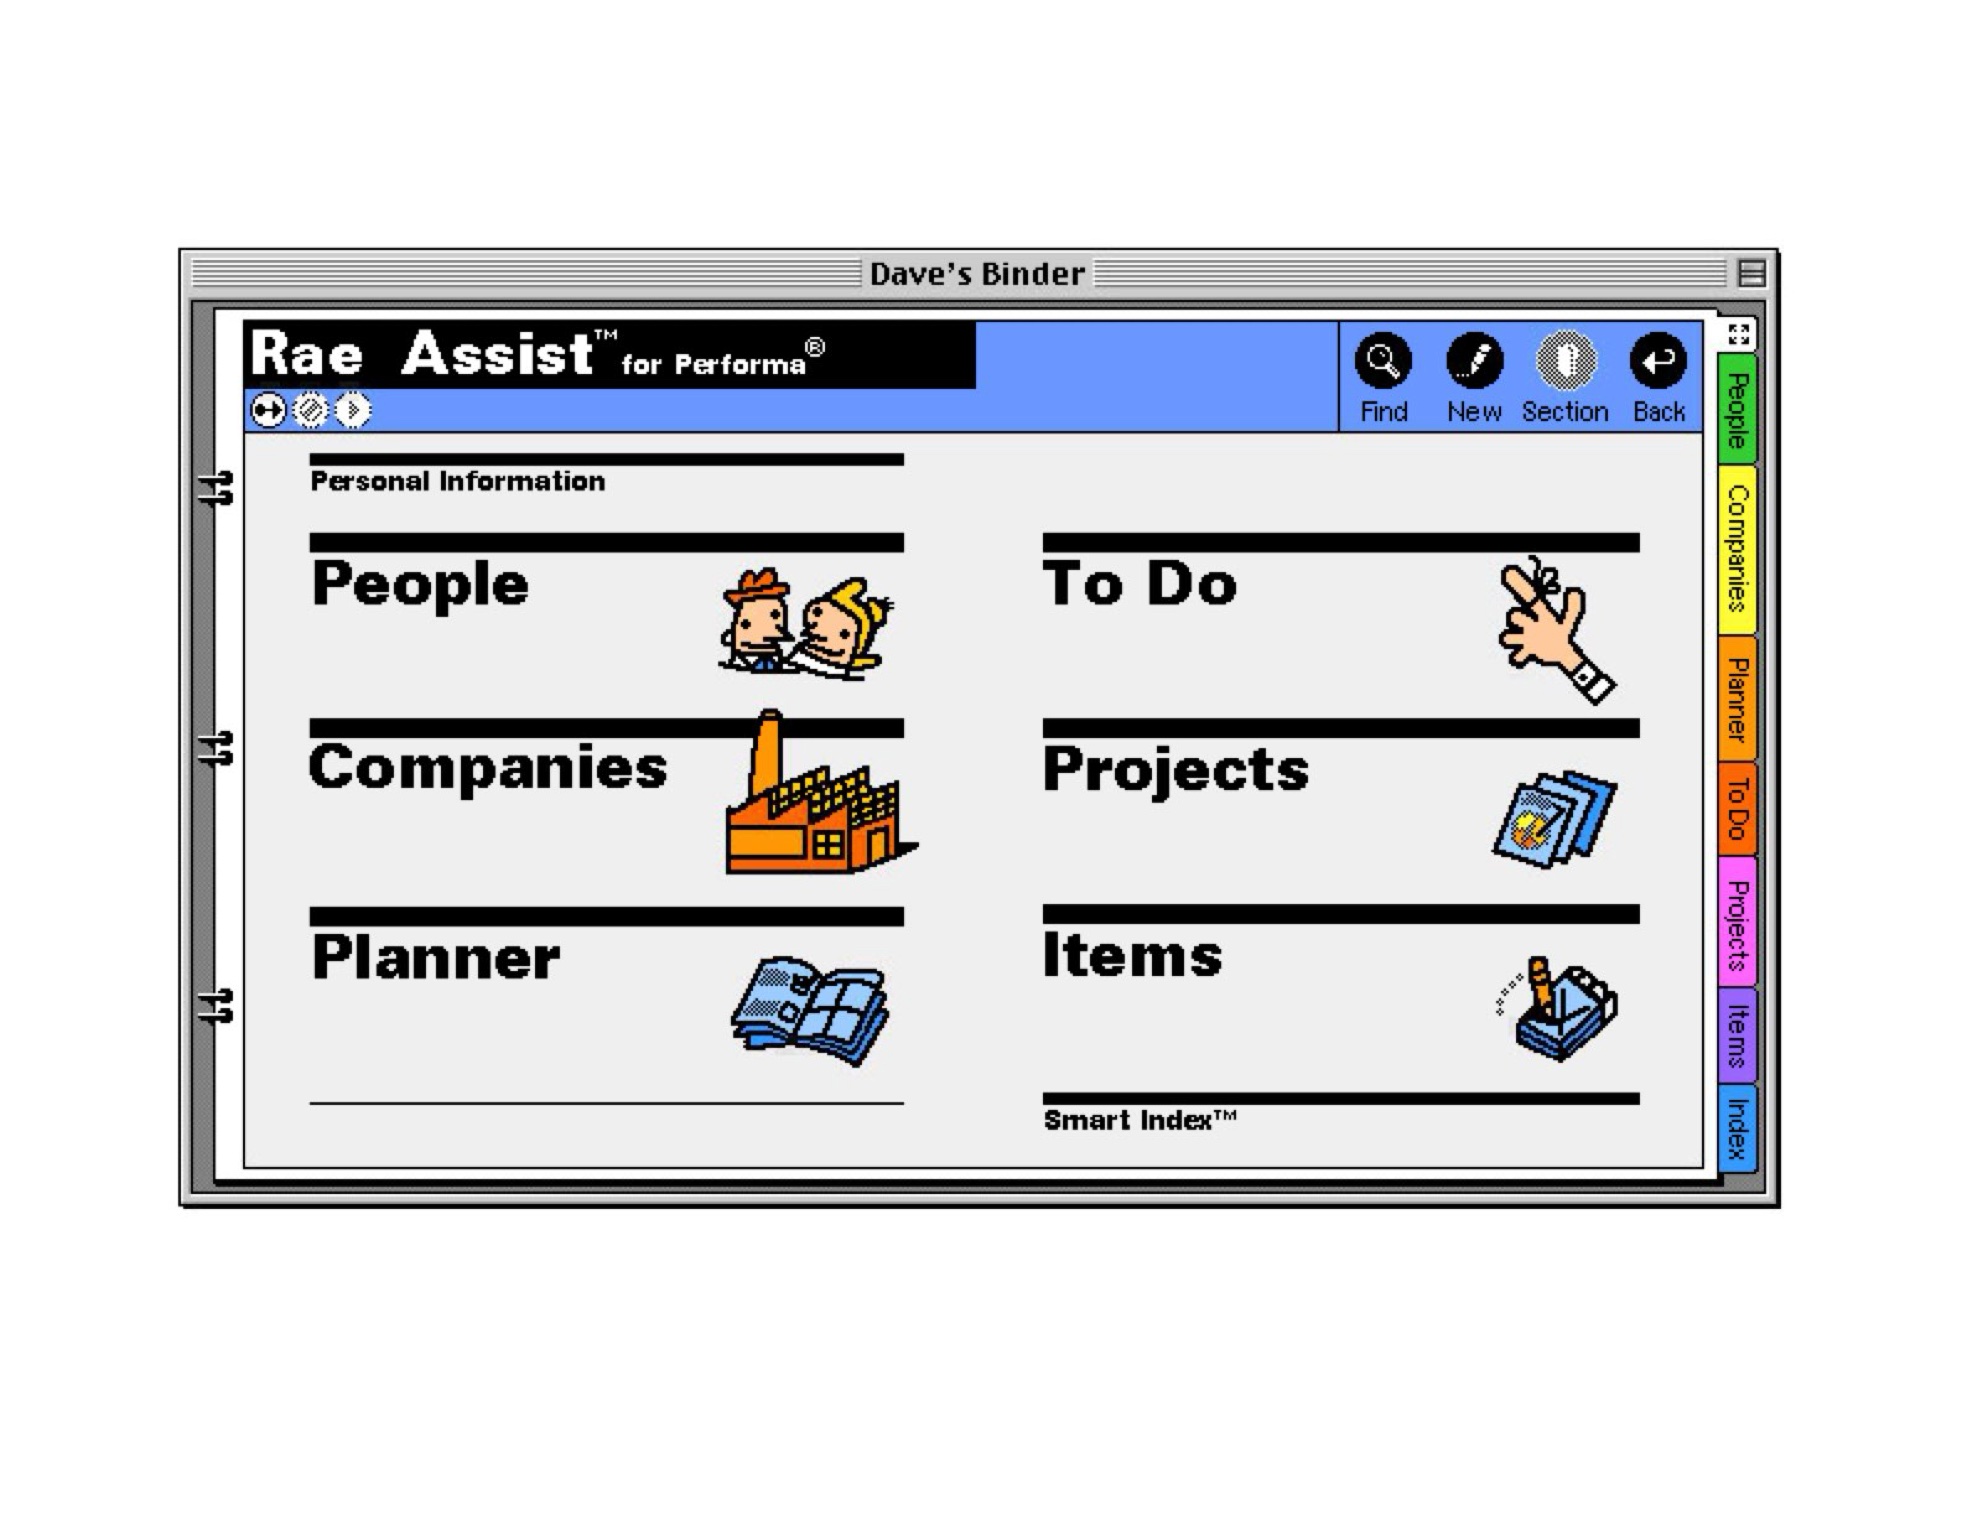 Dave's Binder
Rae Assist™ for Performa®
Find New Section Back
Personal Information
People
To Do
Companies
Projects
Planner
Items
Smart Index™
People
Companies
Planner
To Do
Projects
Items
Index